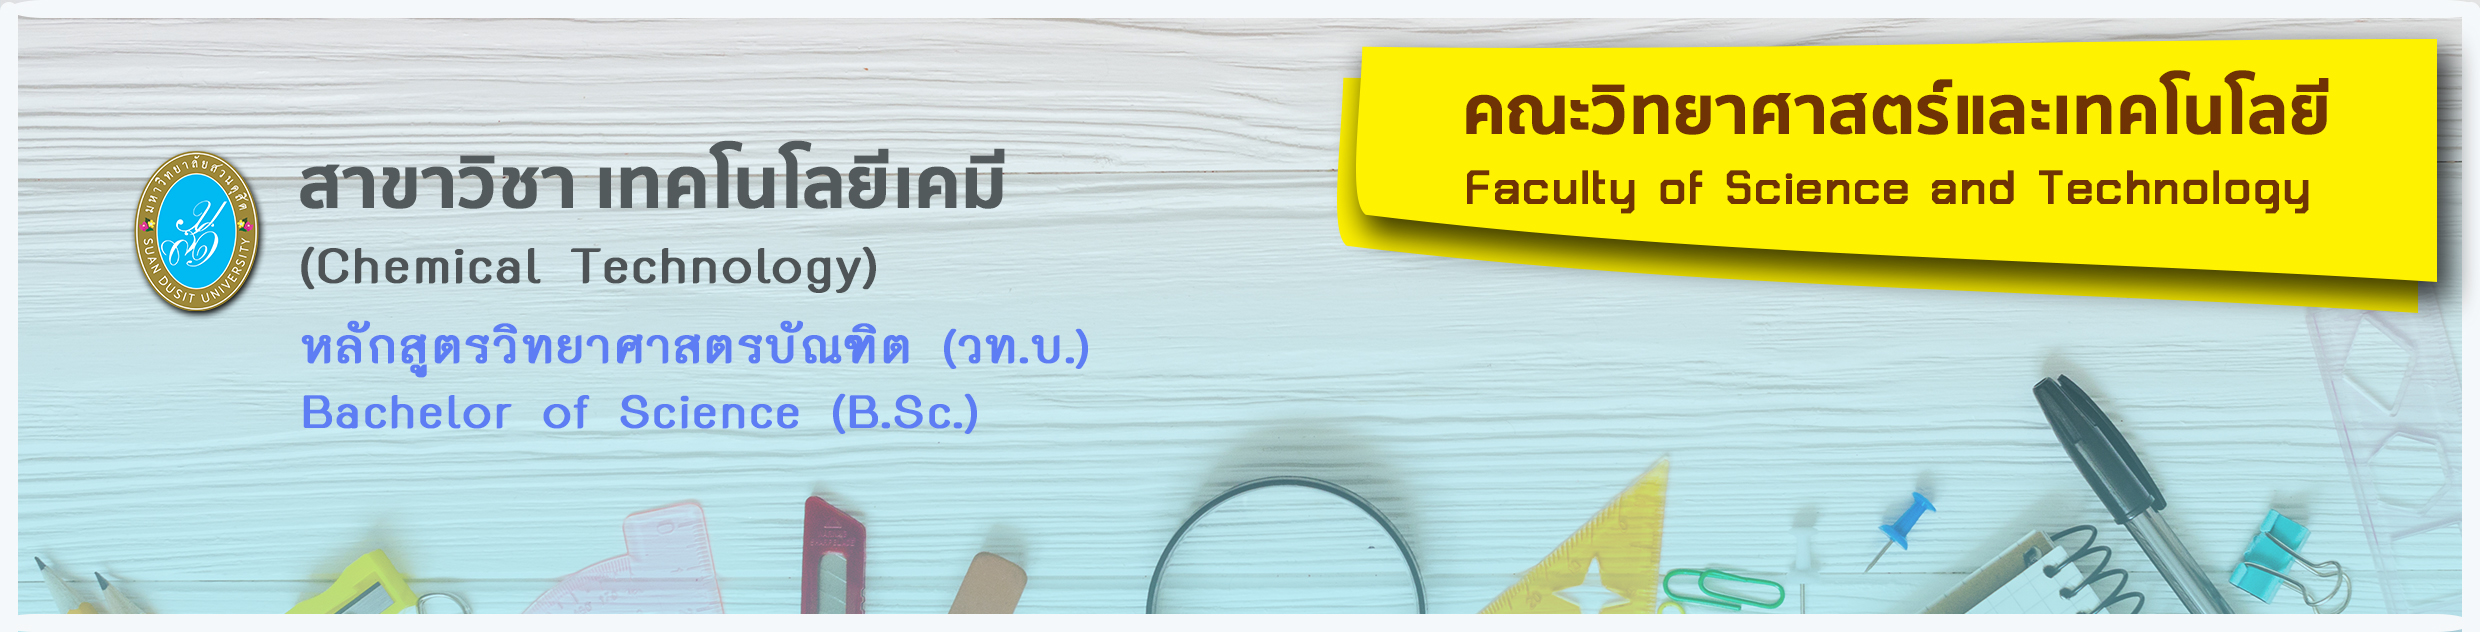 คณะวิทยาศาสตร์และเทคโนโลยี
Faculty of Science and Technology
มหาวิทยาลัยสวนดุสิต
SUAN DUSIT UNIVERSITY
สาขาวิชา เทคโนโลยีเคมี
(Chemical Technology)
หลักสูตรวิทยาศาสตรบัณฑิต (วท.บ.)
Bachelor of Science (B.Sc.)